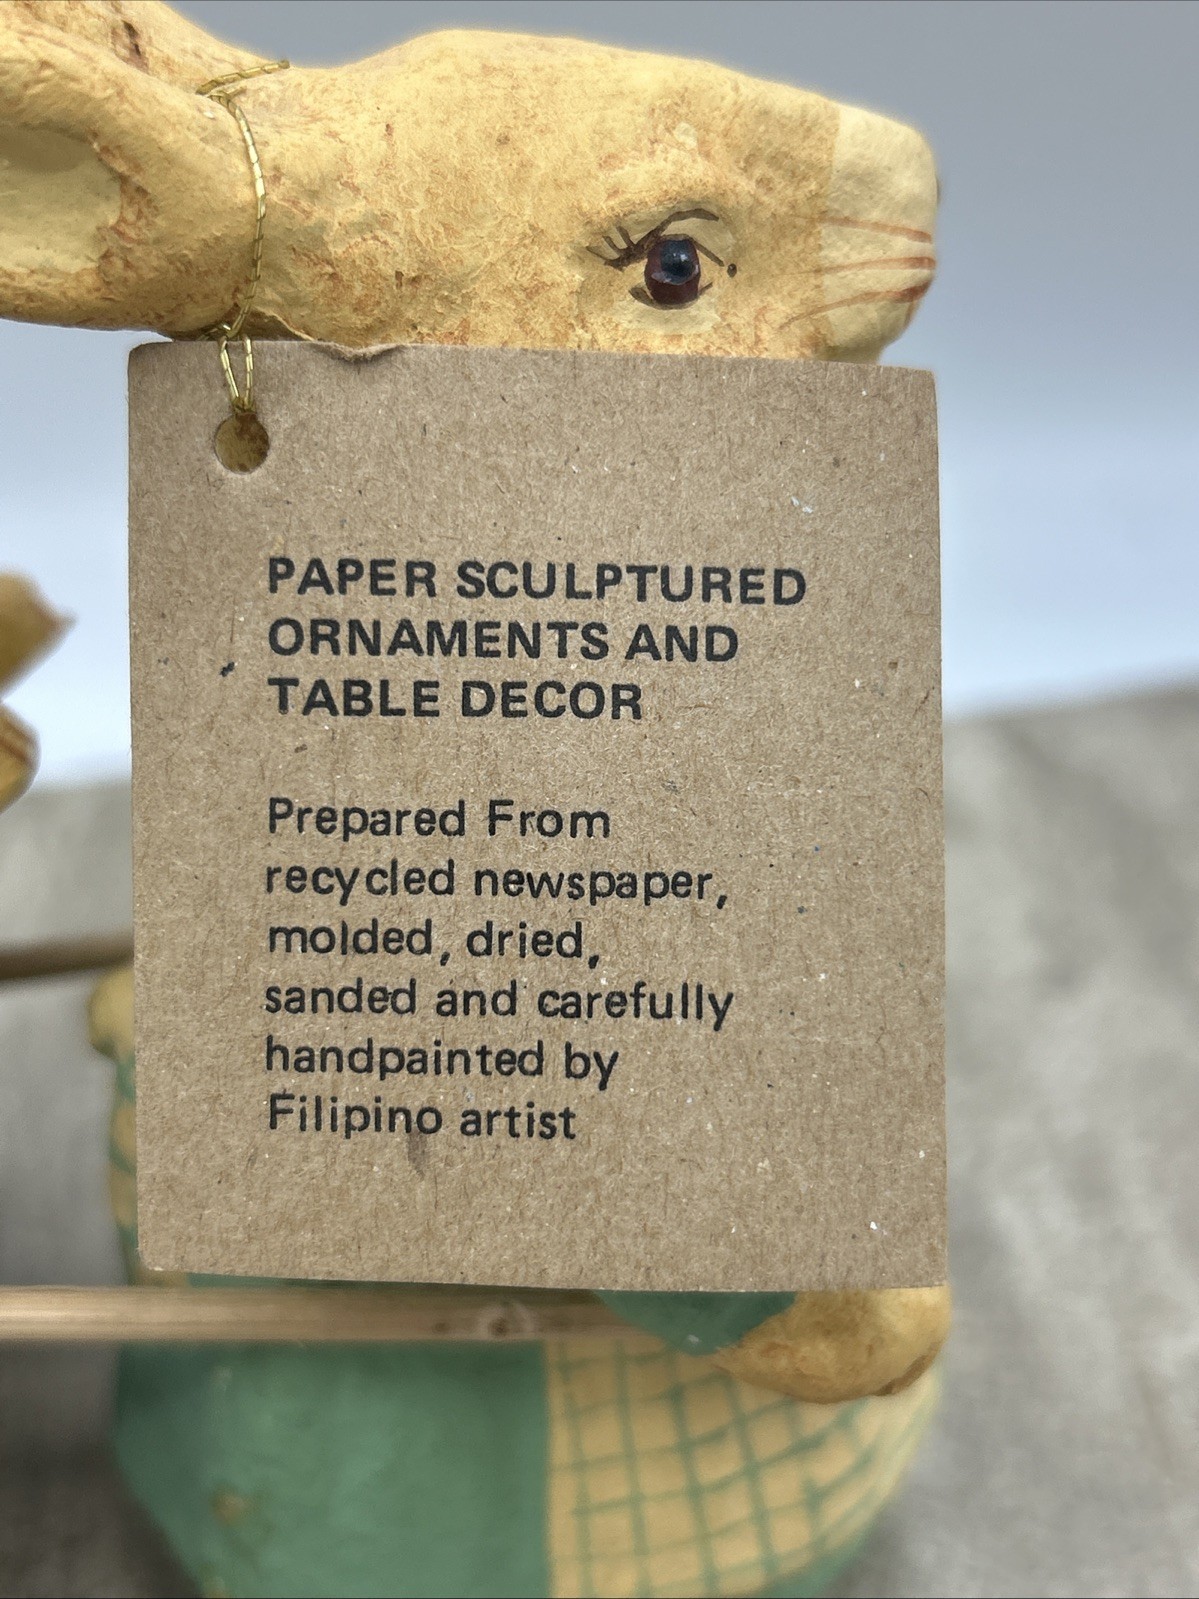 PAPER SCULPTURED
ORNAMENTS AND
TABLE DECOR
Prepared From
recycled newspaper,
molded, dried,
sanded and carefully
handpainted by
Filipino artist